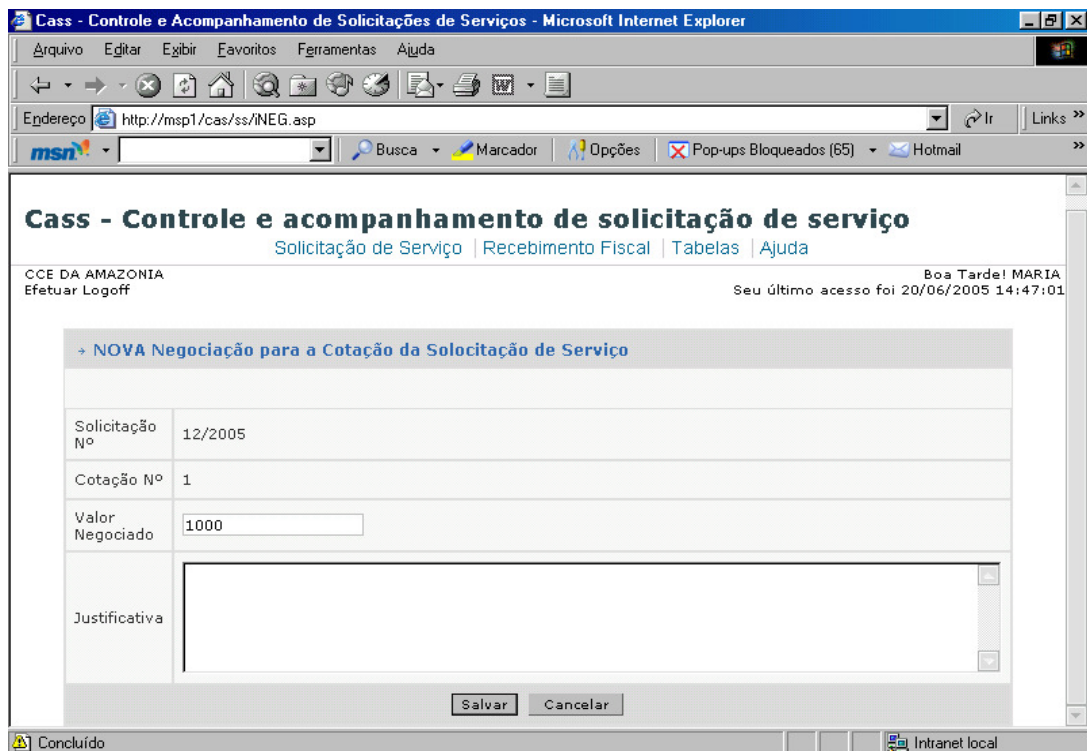 Cass - Controle e Acompanhamento de Solicitações de Serviços - Microsoft Internet Explorer
Arquivo Editar Exibir Favoritos Ferramentas Ajuda
Endereço http://msp1/cas/ss/iNEG.asp Ir Links »
msn Busca Marcador Opções Pop-ups Bloqueados (65) Hotmail »
Cass - Controle e acompanhamento de solicitação de serviço
Solicitação de Serviço | Recebimento Fiscal | Tabelas | Ajuda
CCE DA AMAZONIA Boa Tarde! MARIA
Efetuar Logoff Seu último acesso foi 20/06/2005 14:47:01
NOVA Negociação para a Cotação da Solocitação de Serviço
Solicitação
Nº 12/2005
Cotação Nº 1
Valor
Negociado 1000
Justificativa
Salvar Cancelar
Concluído Intranet local